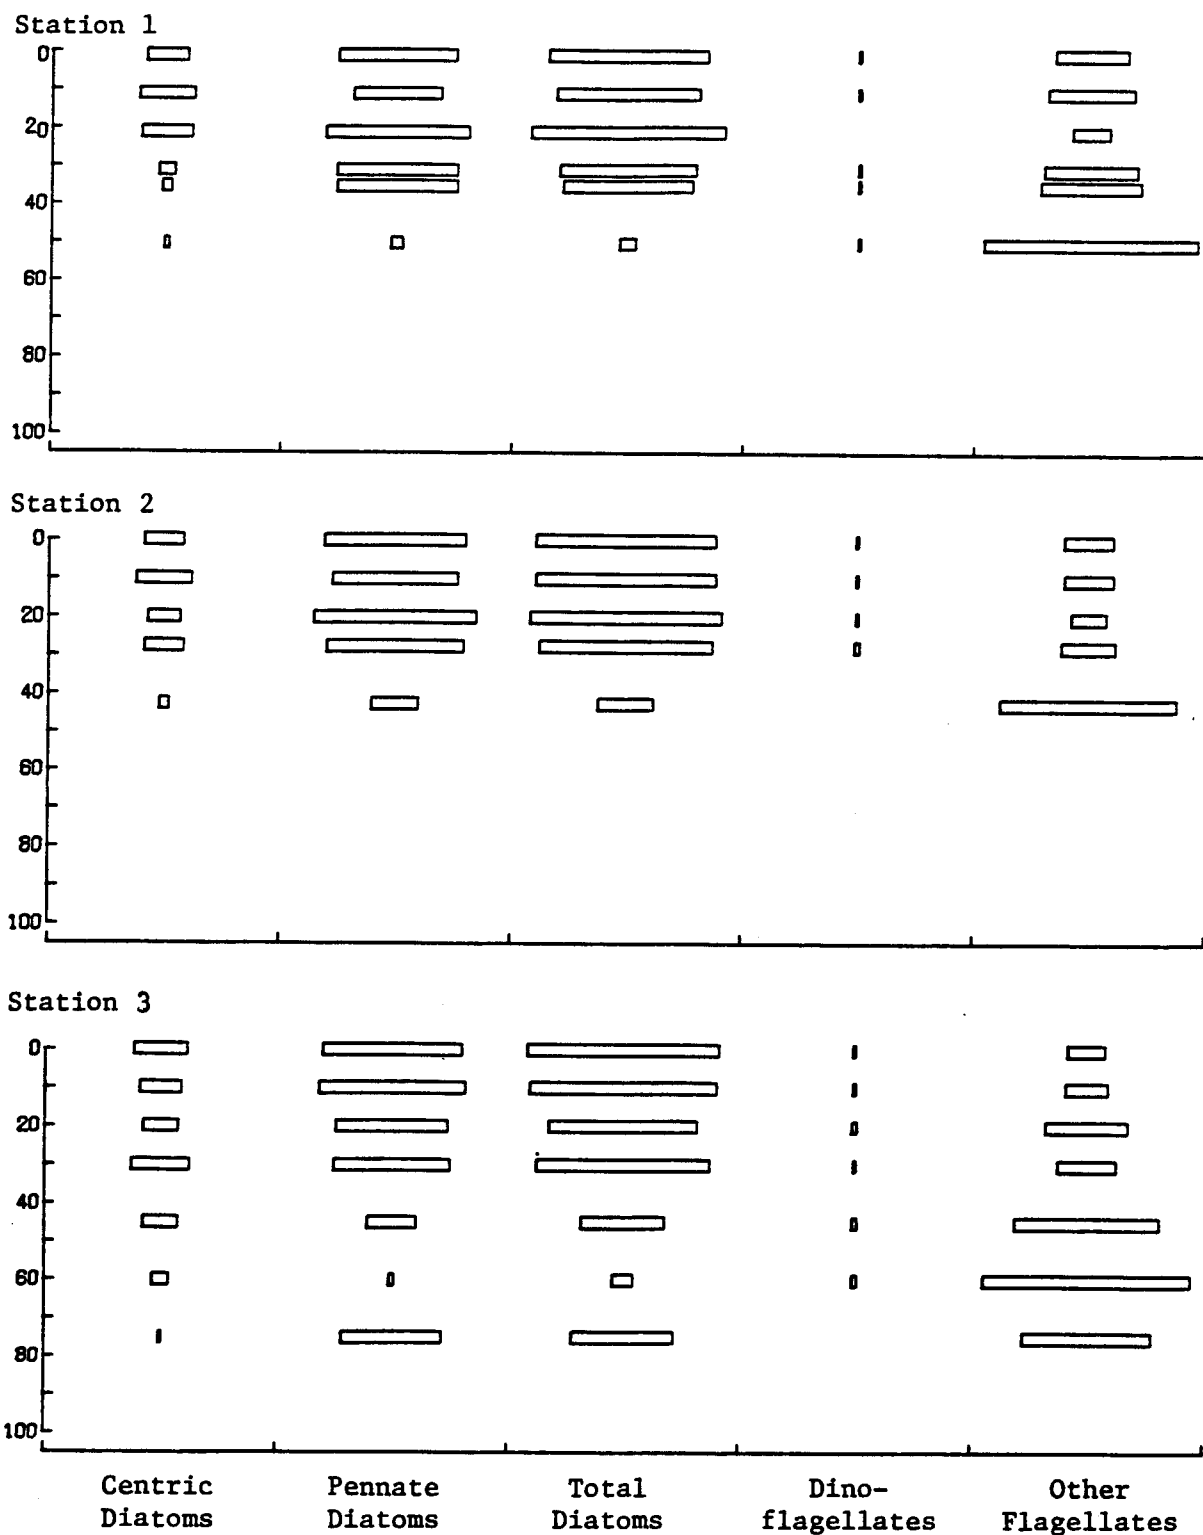 Station 1
0
20
40
60
80
100
Station 2
0
20
40
60
80
100
Station 3
0
20
40
60
80
100
Centric Diatoms
Pennate Diatoms
Total Diatoms
Dino-
flagellates
Other Flagellates